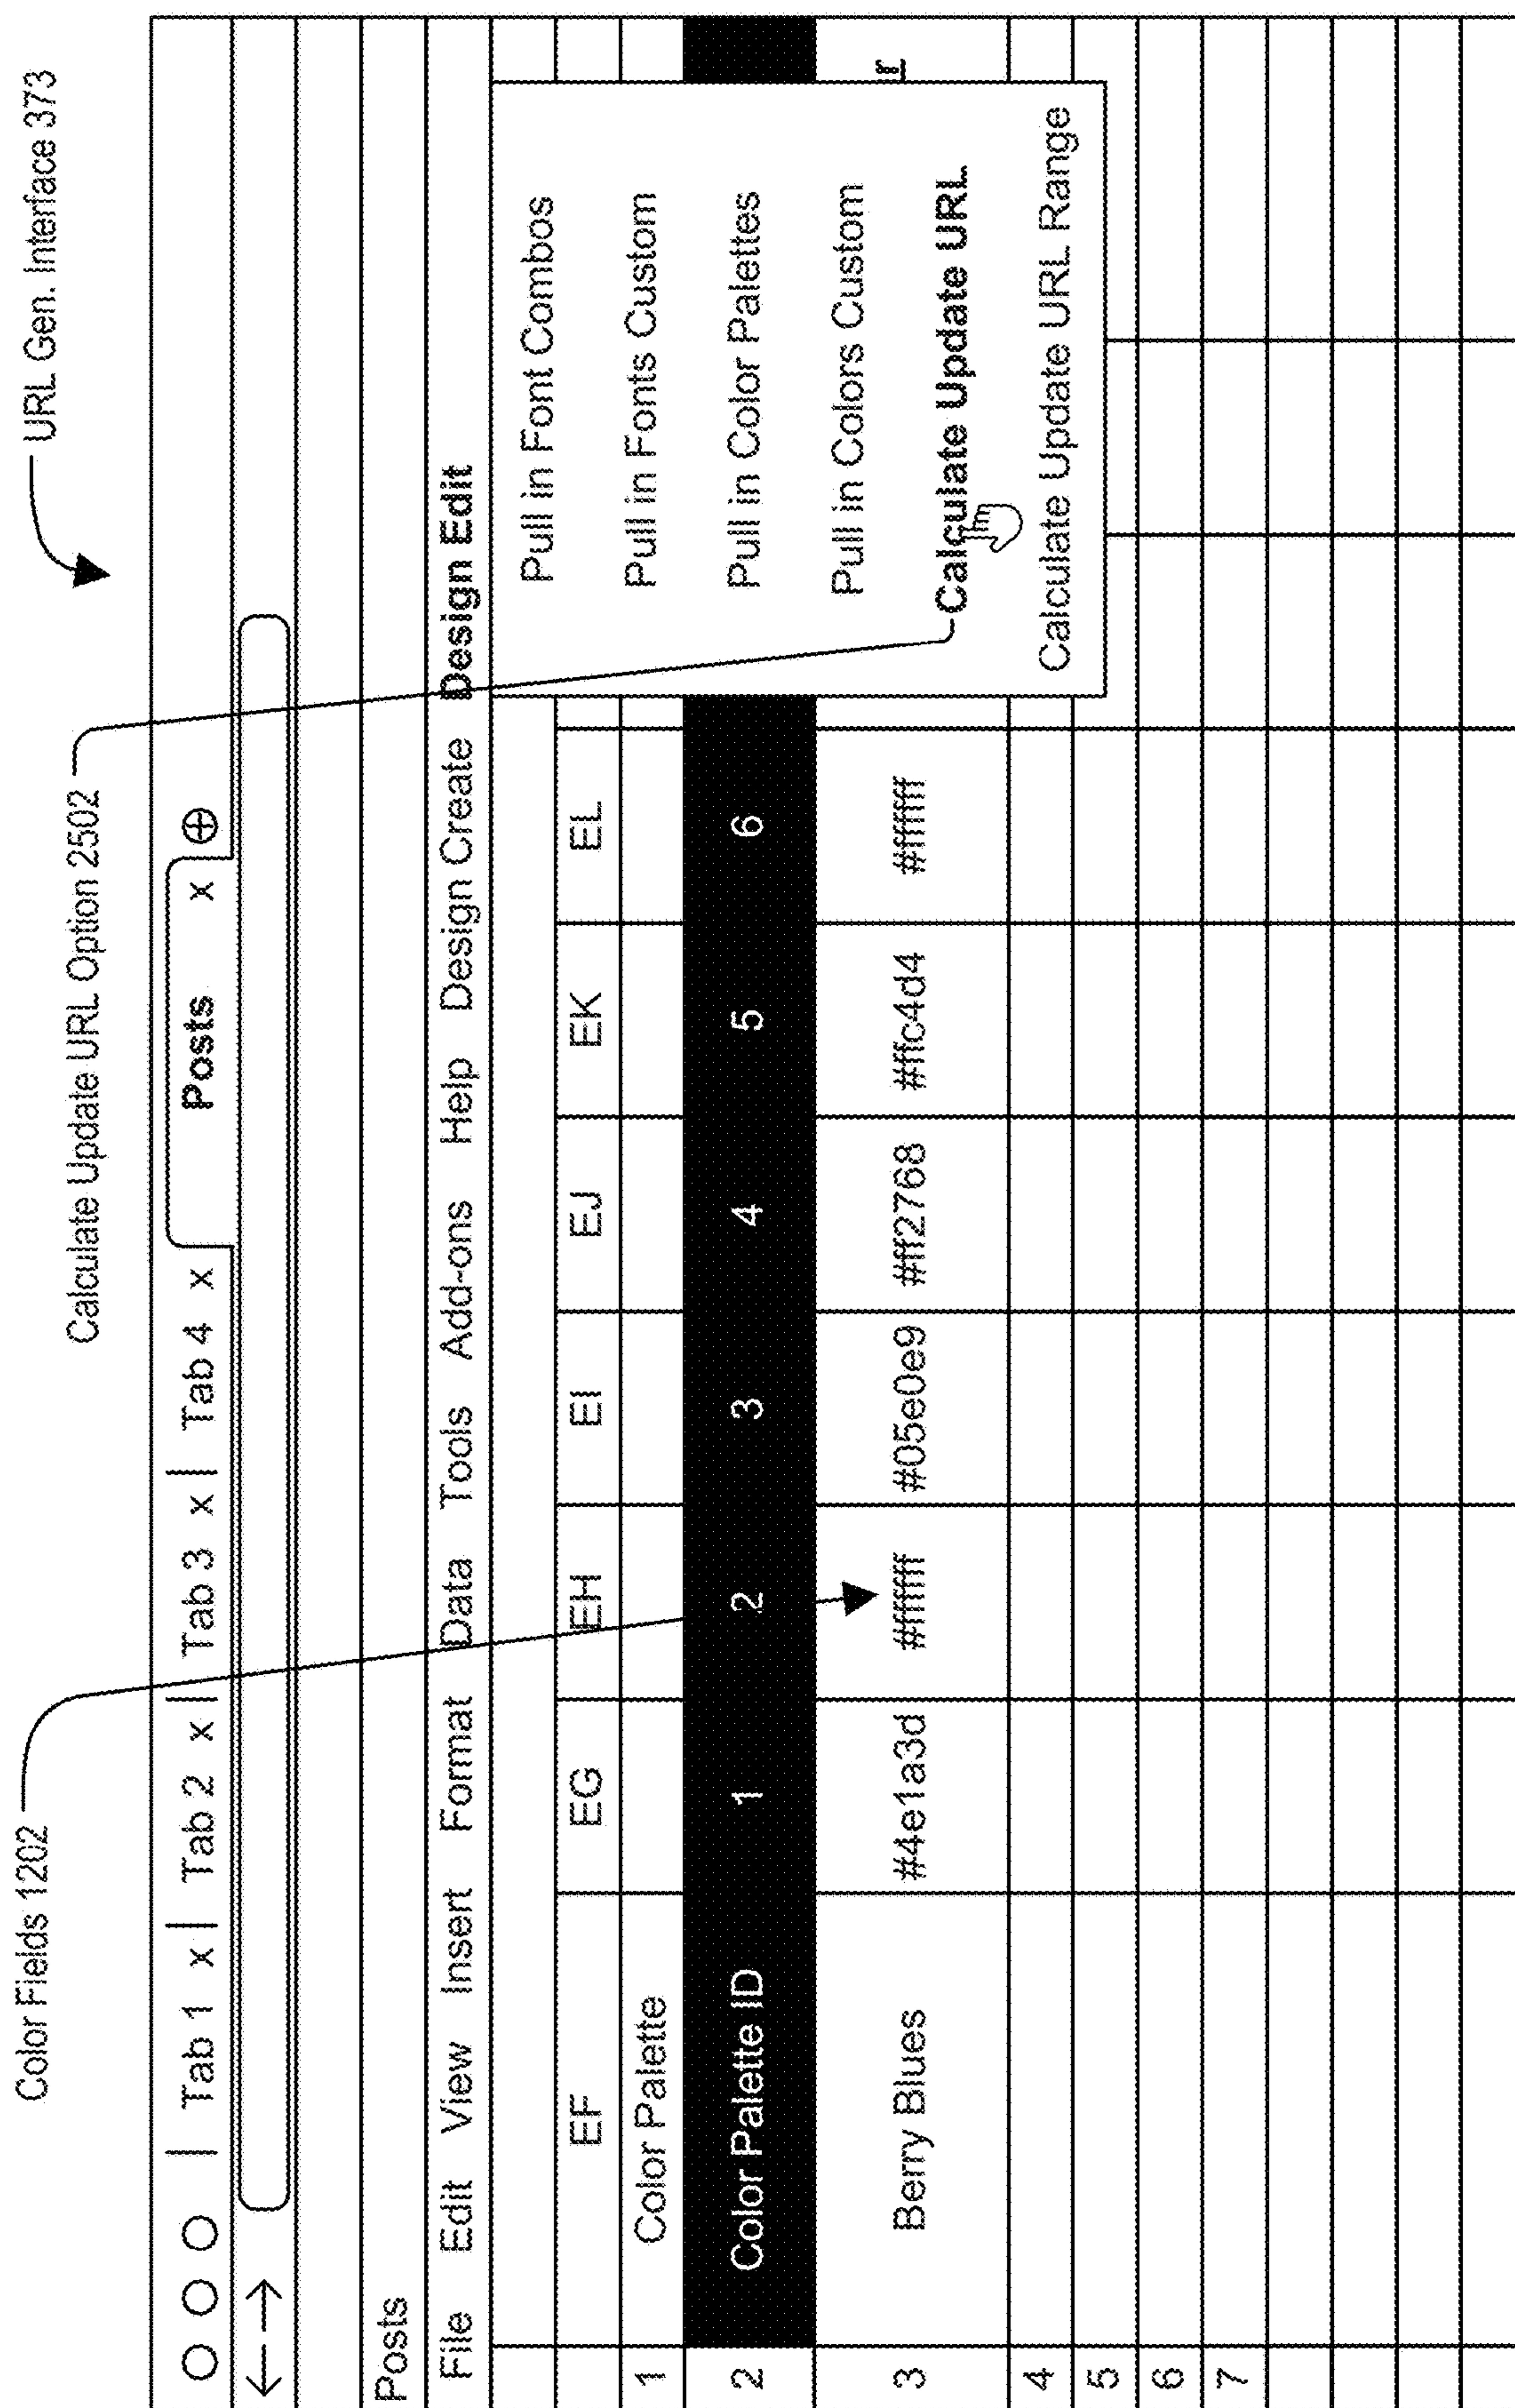 URL Gen. Interface 373
Calculate Update URL Option 2502
Color Fields 1202
Tab 1 x | Tab 2 x | Tab 3 x | Tab 4 x Posts x
Posts
File Edit View Insert Format Data Tools Add-ons Help Design Create Design Edit
Pull in Font Combos
Pull in Fonts Custom
Pull in Color Palettes
Pull in Colors Custom
Calculate Update URL
Calculate Update URL Range
EF EG EH EI EJ EK EL
1 Color Palette
2 Color Palette ID 1 2 3 4 5 6
3 Berry Blues #4e1a3d #ffffff #05e0e9 #ff2768 #ffc4d4 #ffffff r
4
5
6
7